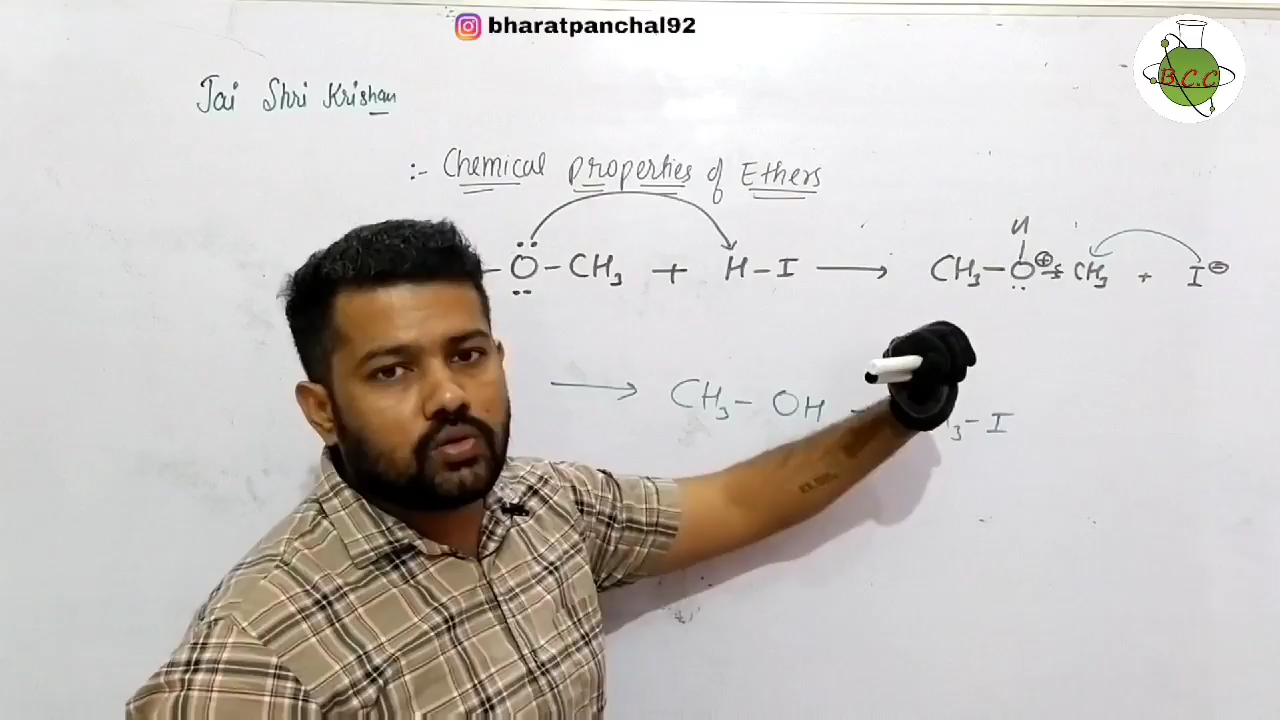 bharatpanchal92
B.C.C
Jai Shri Krishan
:- Chemical properties of Ethers
H
– Ö – CH₃ + H – I ⟶ CH₃ – O⊕ – CH₃ + I⊖
⟶ CH₃ – OH – ₃ – I